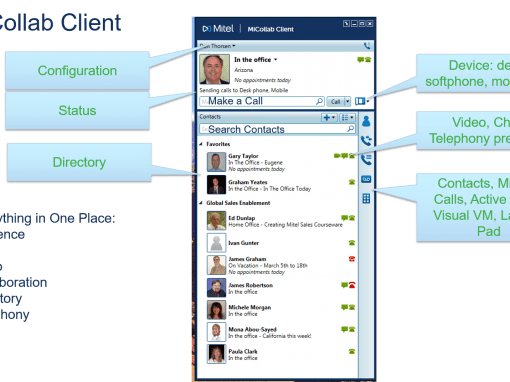 Collab Client
Mitel | MiCollab Client
Dan Thorsen
In the office
Arizona
No appointments today
Sending calls to Desk phone, Mobile
Make a Call
Call
Contacts
Search Contacts
Favorites
Gary Taylor
In The Office - Eugene
No appointments today
Graham Yeates
In the Office - In The Office Today
Global Sales Enablement
Ed Dunlap
Home Office - Creating Mitel Sales Courseware
Ivan Gunter
James Graham
On Vacation - March 5th to 18th
No appointments today
James Robertson
In the office
Michele Morgan
In the office
Mona Abou-Sayed
In the office - California this week!
Paula Clark
In the office
Configuration
Status
Directory
ything in One Place:
ence
boration
tory
phony
Device: de
softphone, mo
Video, Ch
Telephony pre
Contacts, Mi
Calls, Active
Visual VM, La
Pad